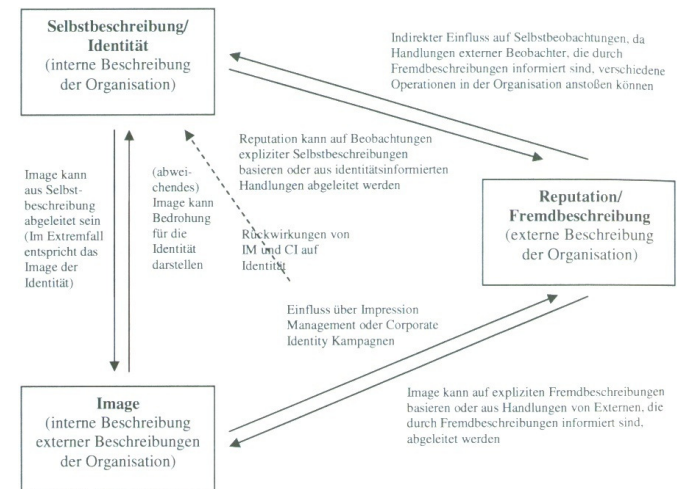 Selbstbeschreibung/
Identität
(interne Beschreibung
der Organisation)
Indirekter Einfluss auf Selbstbeobachtungen, da
Handlungen externer Beobachter, die durch
Fremdbeschreibungen informiert sind, verschiedene
Operationen in der Organisation anstoßen können
Reputation kann auf Beobachtungen
expliziter Selbstbeschreibungen
basieren oder aus identitätsinformierten
Handlungen abgeleitet werden
Image kann
aus Selbst-
beschreibung
abgeleitet sein
(Im Extremfall
entspricht das
Image der
Identität)
(abwei-
chendes)
Image kann
Bedrohung
für die
Identität
darstellen
Reputation/
Fremdbeschreibung
(externe Beschreibung
der Organisation)
Rückwirkungen von
IM und CI auf
Identität
Einfluss über Impression
Management oder Corporate
Identity Kampagnen
Image
(interne Beschreibung
externer Beschreibungen
der Organisation)
Image kann auf expliziten Fremdbeschreibungen
basieren oder aus Handlungen von Externen, die
durch Fremdbeschreibungen informiert sind,
abgeleitet werden